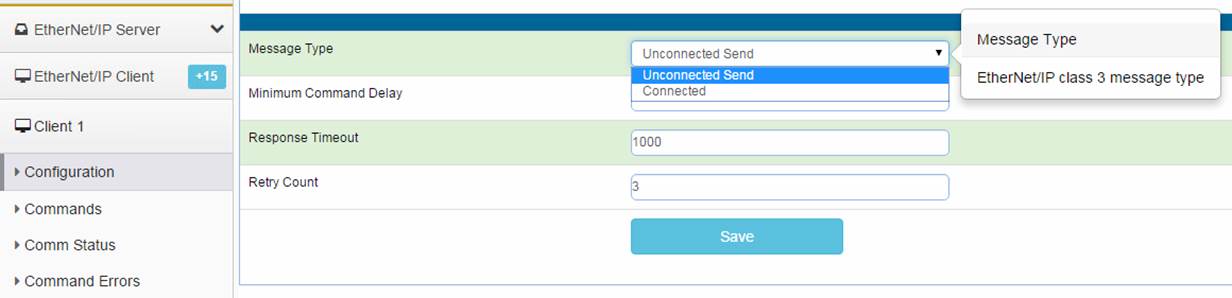 EtherNet/IP Server
EtherNet/IP Client +15
Client 1
Configuration
Commands
Comm Status
Command Errors
Message Type
Unconnected Send
Unconnected Send
Connected
Minimum Command Delay
Response Timeout
1000
Retry Count
3
Save
Message Type
EtherNet/IP class 3 message type